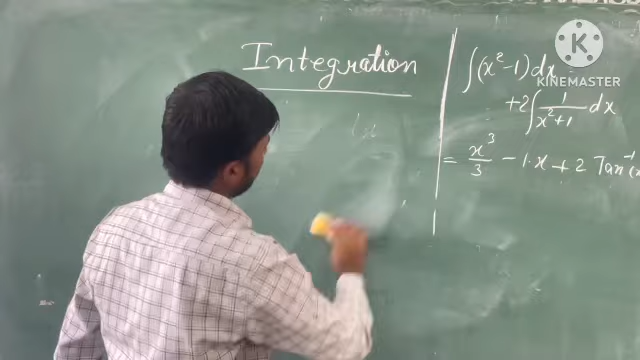 Integration
∫(x² -1) dx
+2∫ 1/(x²+1) dx
= x³/3 - 1·x + 2 Tan⁻¹(x
KINEMASTER